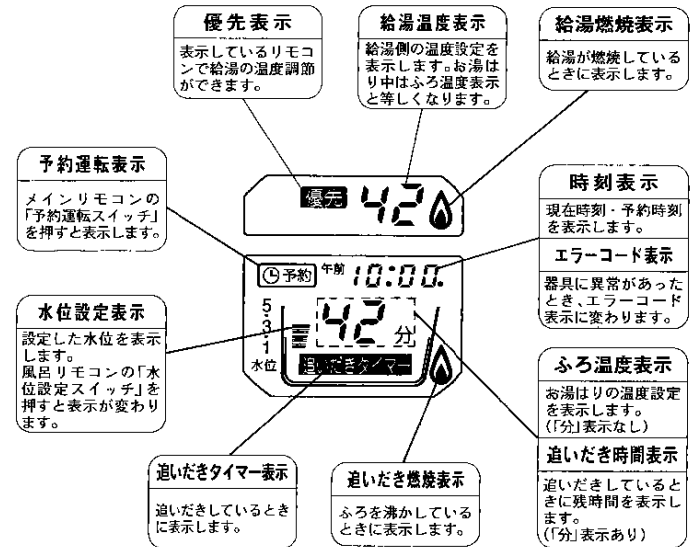 優先表示
表示しているリモコ
ンで給湯の温度調節
ができます。
給湯温度表示
給湯側の温度設定を
表示します。お湯は
り中はふろ温度表示
と等しくなります。
給湯燃焼表示
給湯が燃焼している
ときに表示します。
予約運転表示
メインリモコンの
「予約運転スイッチ」
を押すと表示します。
優先 42
時刻表示
現在時刻・予約時刻
を表示します。
エラーコード表示
器具に異常があった
とき、エラーコード
表示に変わります。
予約 午前 10:00.
水位設定表示
設定した水位を表示
します。
風呂リモコンの「水
位設定スイッチ」を
押すと表示が変わり
ます。
5
3
1
水位
42 分
追いだきタイマー
ふろ温度表示
お湯はりの温度設定
を表示します。
(「分」表示なし)
追いだき時間表示
追いだきしていると
きに残時間を表示し
ます。
(「分」表示あり)
追いだきタイマー表示
追いだきしているとき
に表示します。
追いだき燃焼表示
ふろを沸かしている
ときに表示します。